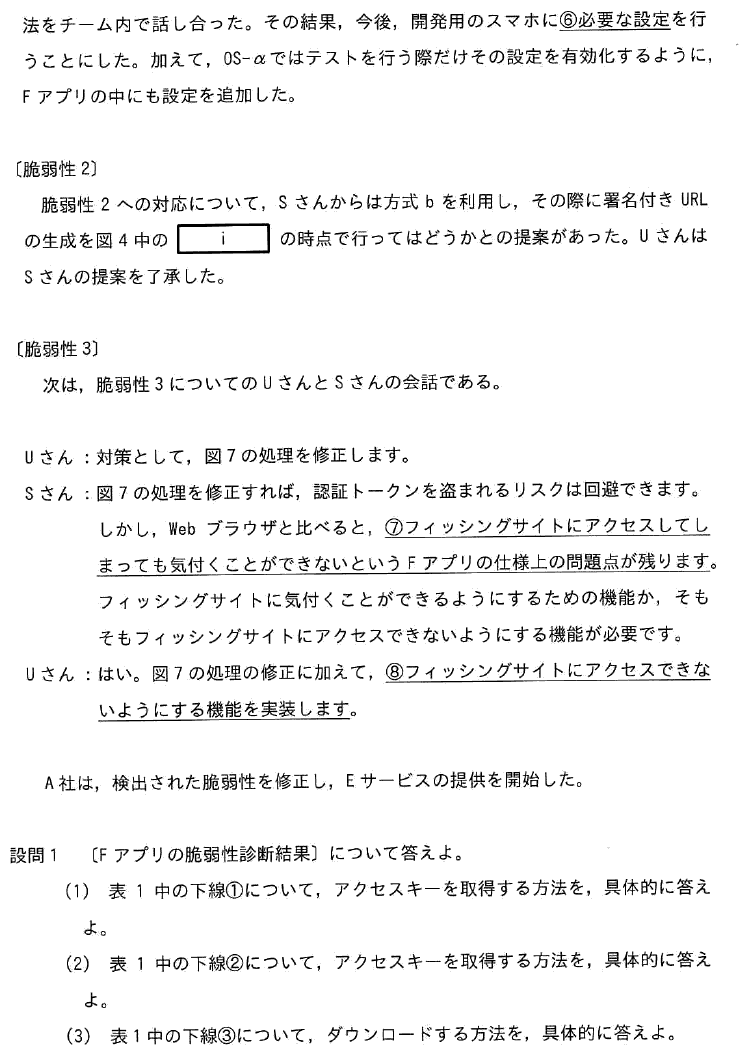 法をチーム内で話し合った。その結果，今後，開発用のスマホに⑥必要な設定を行
うことにした。加えて，OS-αではテストを行う際だけその設定を有効化するように，
Fアプリの中にも設定を追加した。
〔脆弱性2〕
脆弱性2への対応について，Sさんからは方式bを利用し，その際に署名付きURL
の生成を図4中の i の時点で行ってはどうかとの提案があった。Uさんは
Sさんの提案を了承した。
〔脆弱性3〕
次は，脆弱性3についてのUさんとSさんの会話である。
Uさん：対策として，図7の処理を修正します。
Sさん：図7の処理を修正すれば，認証トークンを盗まれるリスクは回避できます。
しかし，Webブラウザと比べると，⑦フィッシングサイトにアクセスしてし
まっても気付くことができないというFアプリの仕様上の問題点が残ります。
フィッシングサイトに気付くことができるようにするための機能か，そも
そもフィッシングサイトにアクセスできないようにする機能が必要です。
Uさん：はい。図7の処理の修正に加えて，⑧フィッシングサイトにアクセスできな
いようにする機能を実装します。
A社は，検出された脆弱性を修正し，Eサービスの提供を開始した。
設問1 〔Fアプリの脆弱性診断結果〕について答えよ。
(1) 表1中の下線①について，アクセスキーを取得する方法を，具体的に答え
よ。
(2) 表1中の下線②について，アクセスキーを取得する方法を，具体的に答え
よ。
(3) 表1中の下線③について，ダウンロードする方法を，具体的に答えよ。